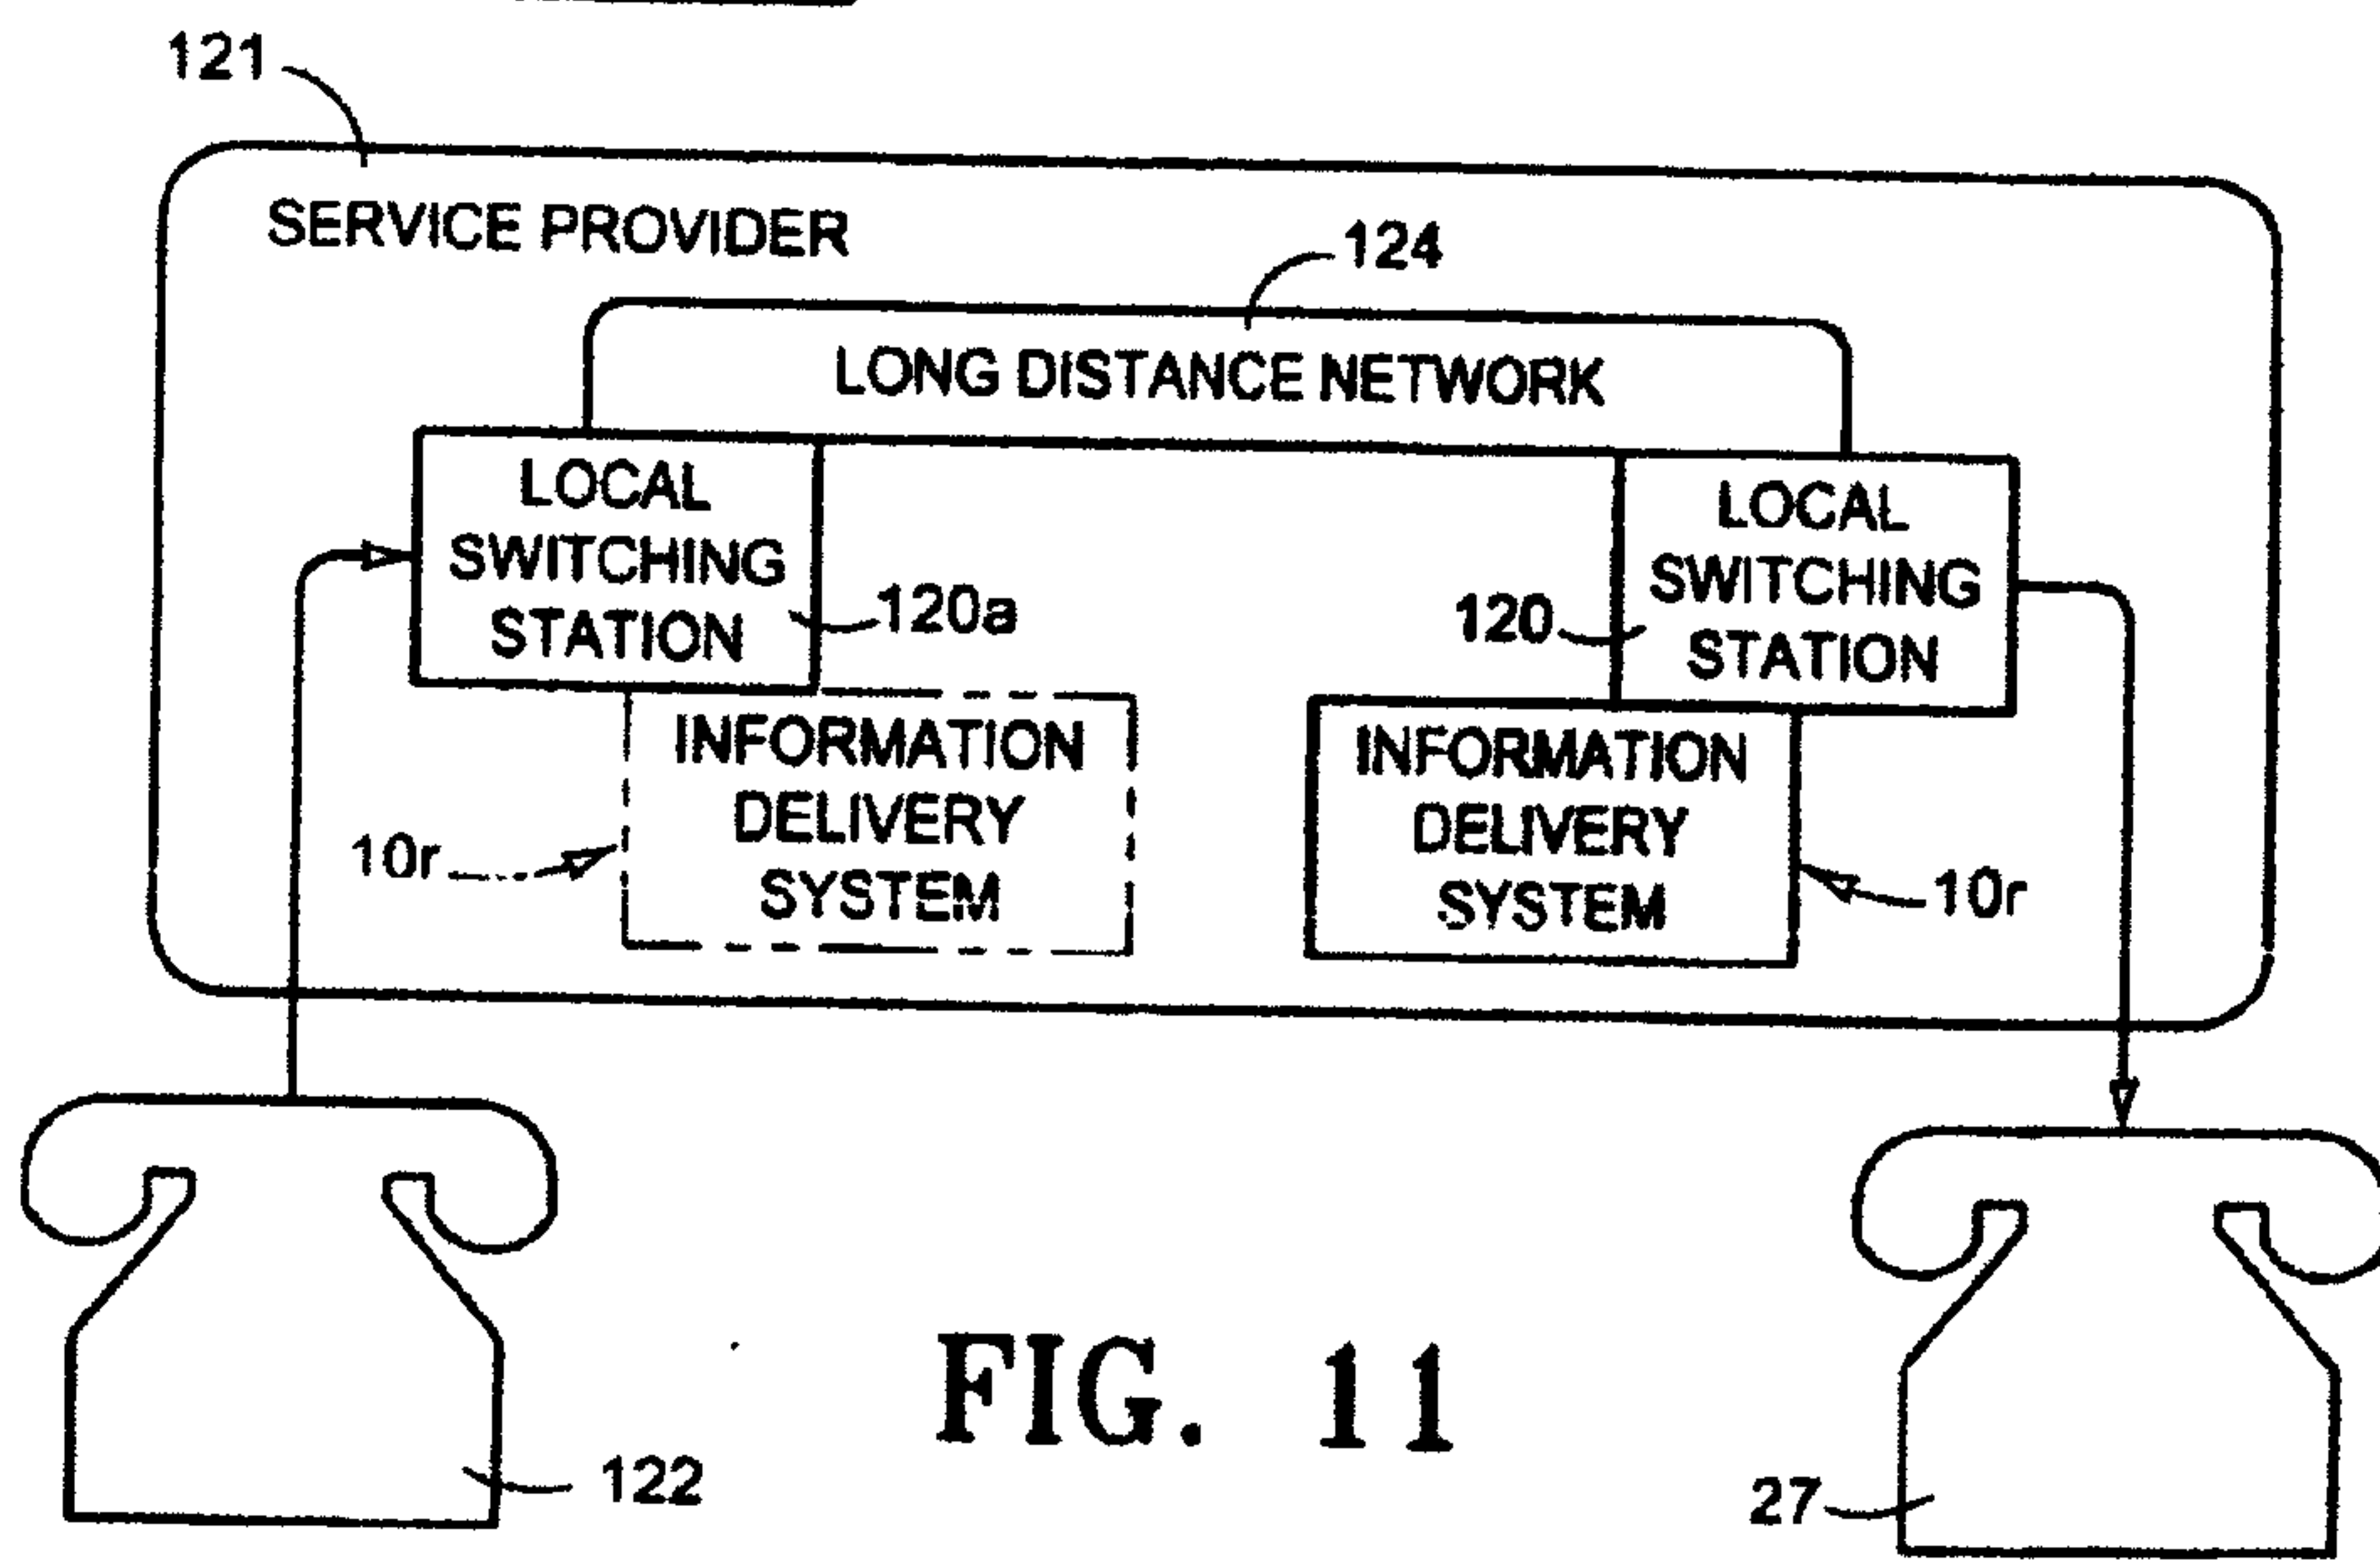 121
SERVICE PROVIDER
124
LONG DISTANCE NETWORK
LOCAL
SWITCHING
STATION
120a
120
LOCAL
SWITCHING
STATION
INFORMATION
DELIVERY
SYSTEM
10r
INFORMATION
DELIVERY
SYSTEM
10r
122
FIG. 11
27